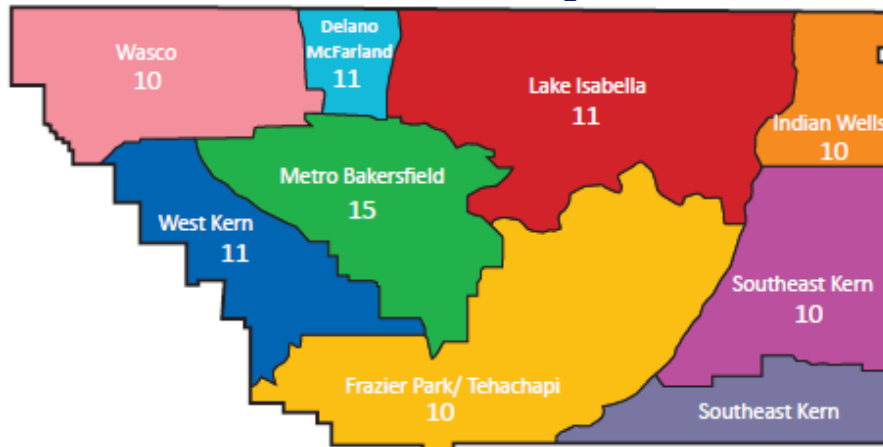 Wasco
10
Delano
McFarland
11
Lake Isabella
11
Indian Wells
10
Metro Bakersfield
15
West Kern
11
Southeast Kern
10
Frazier Park/ Tehachapi
10
Southeast Kern